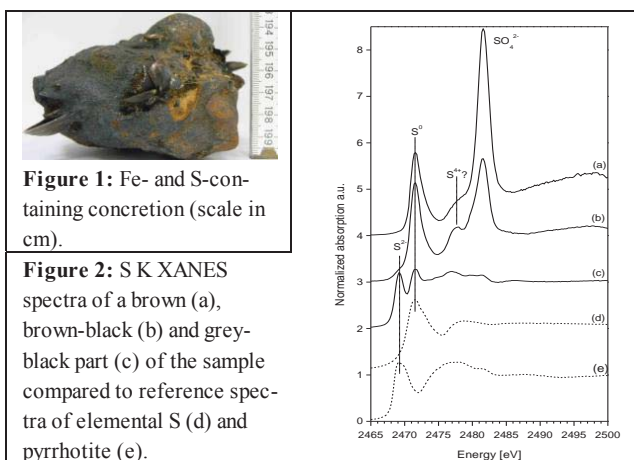 194 195 196 197 198 199
Figure 1: Fe- and S-con-
taining concretion (scale in
cm).
Figure 2: S K XANES
spectra of a brown (a),
brown-black (b) and grey-
black part (c) of the sample
compared to reference spec-
tra of elemental S (d) and
pyrrhotite (e).
Normalized absorption a.u.
8
7
6
5
4
3
2
1
0
SO₄²⁻
S⁰
S⁴⁺?
S²⁻
(a)
(b)
(c)
(d)
(e)
2465 2470 2475 2480 2485 2490 2495 2500
Energy [eV]